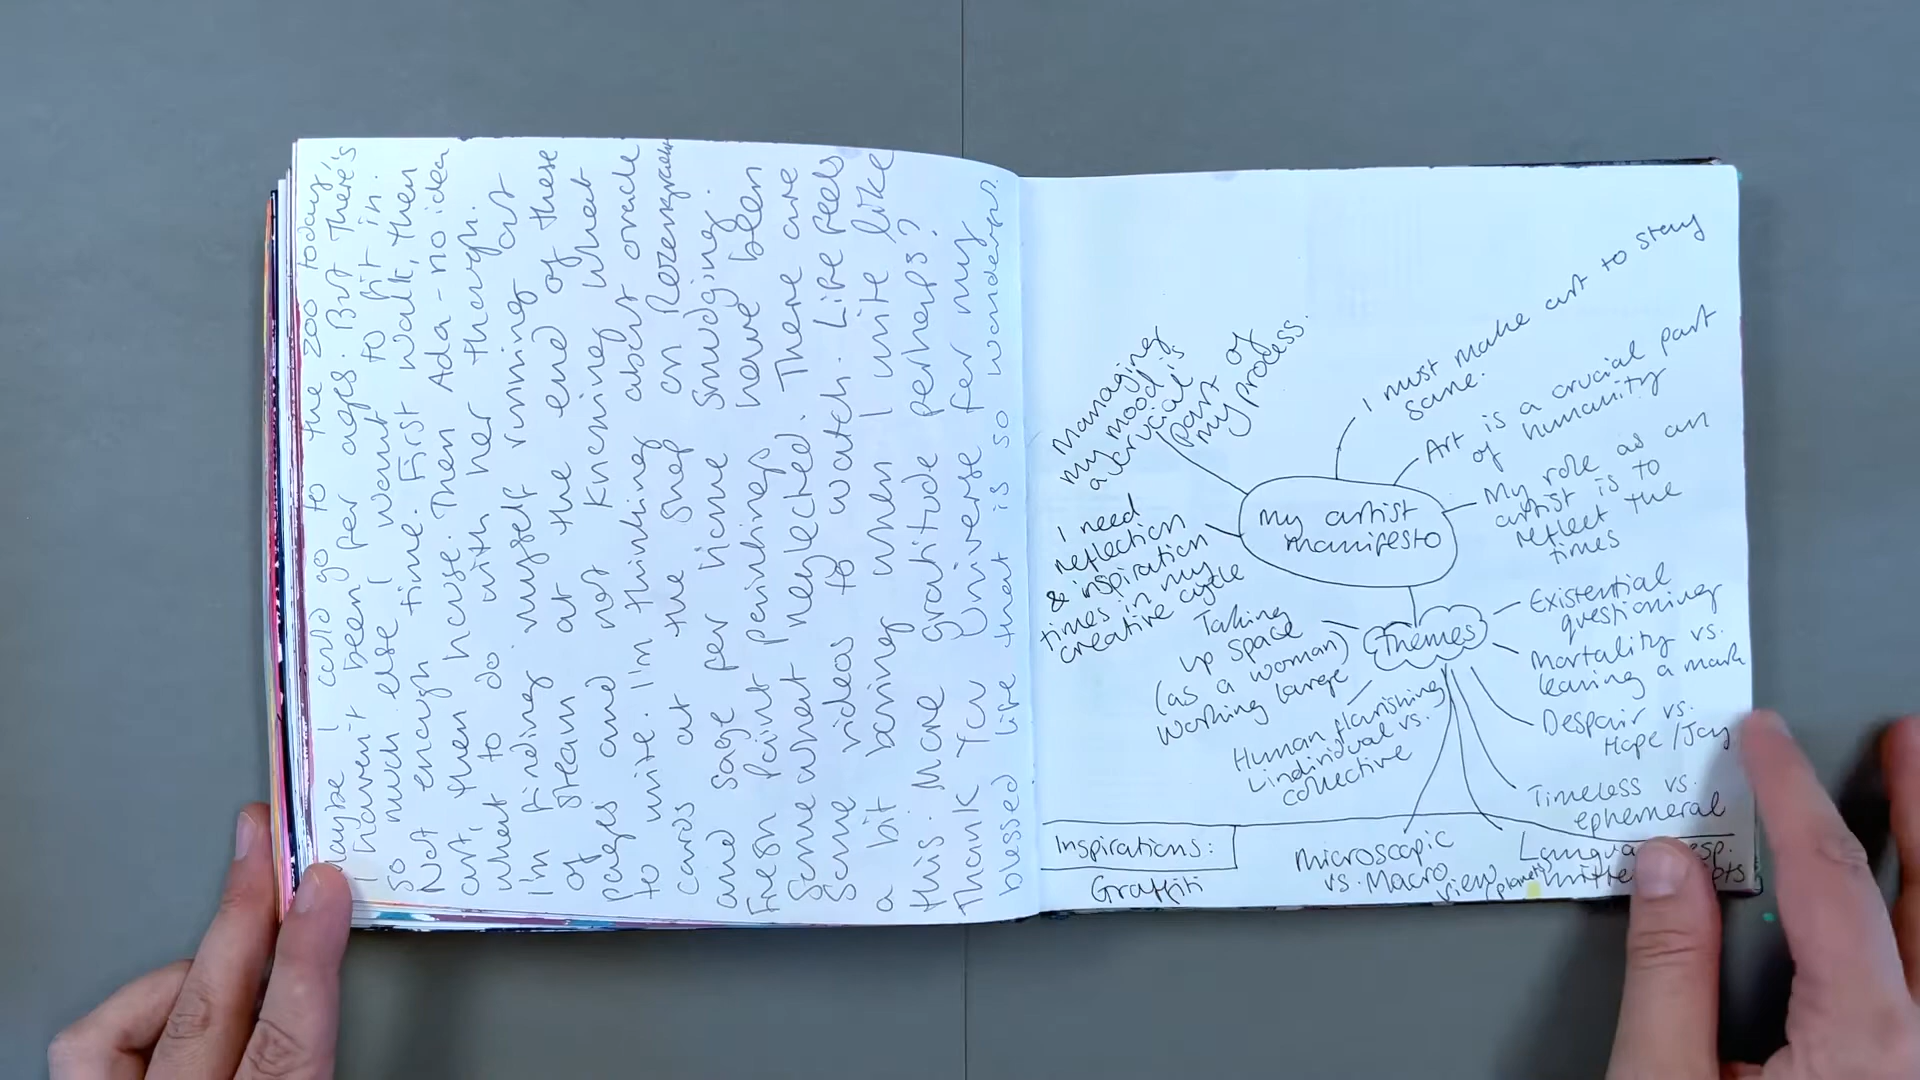 Maybe I could go to the zoo today,
I haven't been for ages. But there's
so much else I want to fit in.
Not enough time. First walk, then
art, then house. Then Ada - no idea
what to do with her though.
I'm finding myself running out
of steam at the end of these
pages and not knowing what
to write. I'm thinking about oracle
cards at the shop on
and sage for home smudging.
Fresh paint paintings have been
somewhat neglected. There are
some videos to watch. Life feels
a bit boring when I write like
this. More gratitude perhaps?
Thank you Universe for my
blessed life that is so wonderful.
Managing
my mood is
a crucial
part of
my process.
I must make art to stay
sane.
Art is a crucial part
of humanity
My role as an
artist is to
reflect the
times
my artist
manifesto
I need
reflection
& inspiration
times in my
creative cycle
Themes
Existential
questioning
Mortality vs.
leaving a mark
Despair vs.
Hope / Joy
Timeless vs.
ephemeral
Taking
up space
(as a woman)
working large
Human flourishing
individual vs.
collective
Microscopic
vs. Macro
view (planets
esp.
Inspirations:
Graffiti